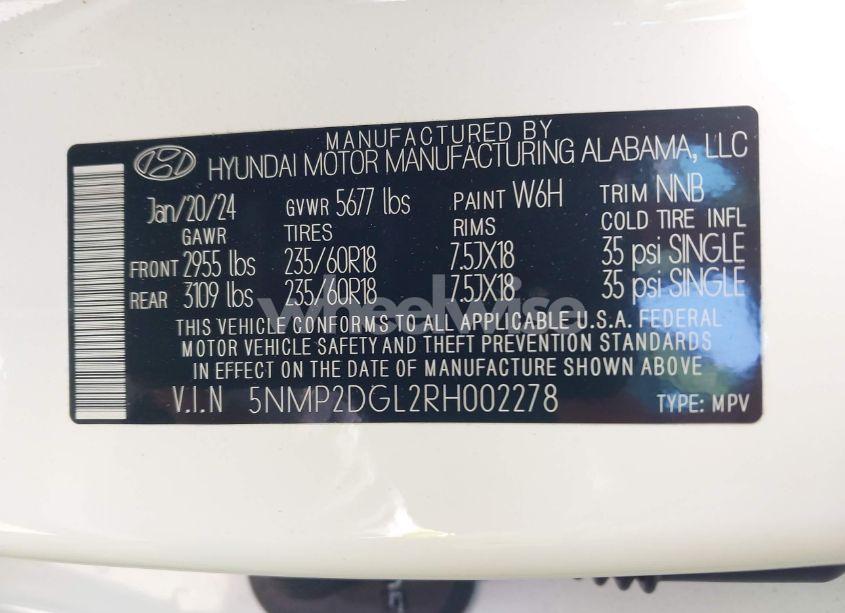 MANUFACTURED BY
HYUNDAI MOTOR MANUFACTURING ALABAMA, LLC
Jan/20/24 GVWR 5677 lbs PAINT W6H TRIM NNB
GAWR TIRES RIMS COLD TIRE INFL
FRONT 2955 lbs 235/60R18 7.5JX18 35 psi SINGLE
REAR 3109 lbs 235/60R18 7.5JX18 35 psi SINGLE
wheelwise
THIS VEHICLE CONFORMS TO ALL APPLICABLE U.S.A. FEDERAL
MOTOR VEHICLE SAFETY AND THEFT PREVENTION STANDARDS
IN EFFECT ON THE DATE OF MANUFACTURE SHOWN ABOVE
V.I.N 5NMP2DGL2RH002278 TYPE: MPV